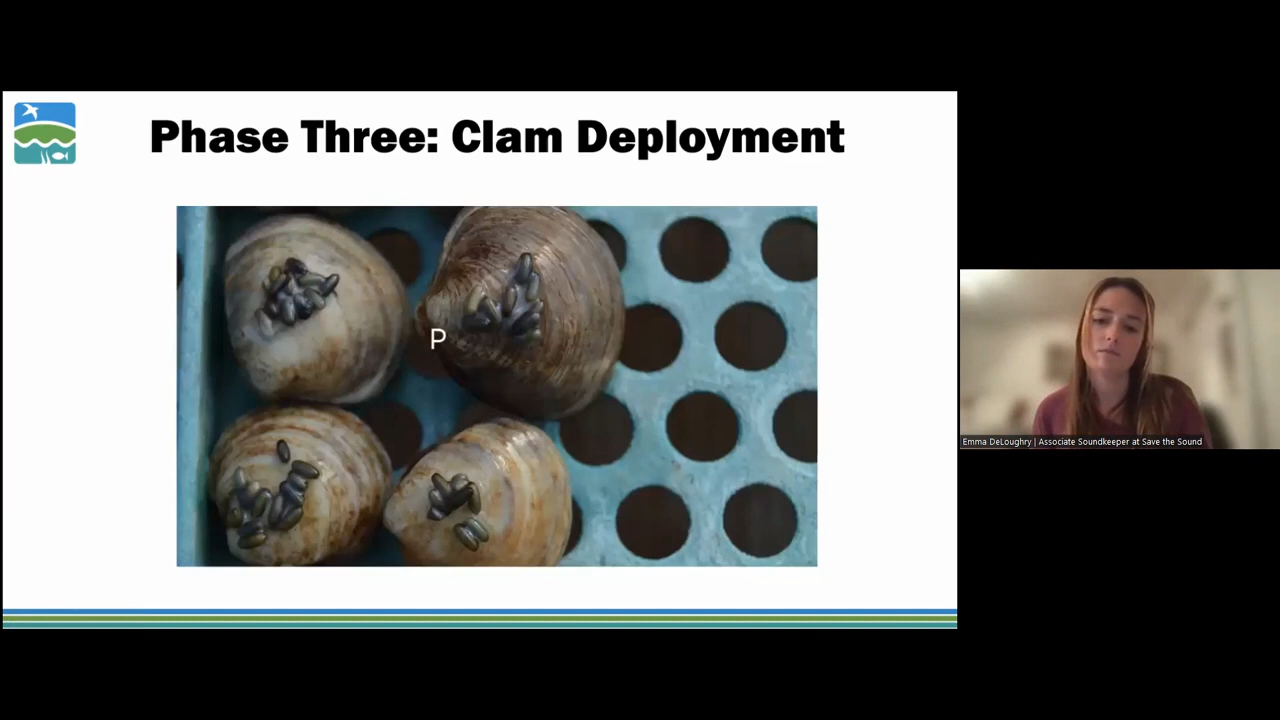 Phase Three: Clam Deployment
P
Emma DeLoughry | Associate Soundkeeper at Save the Sound